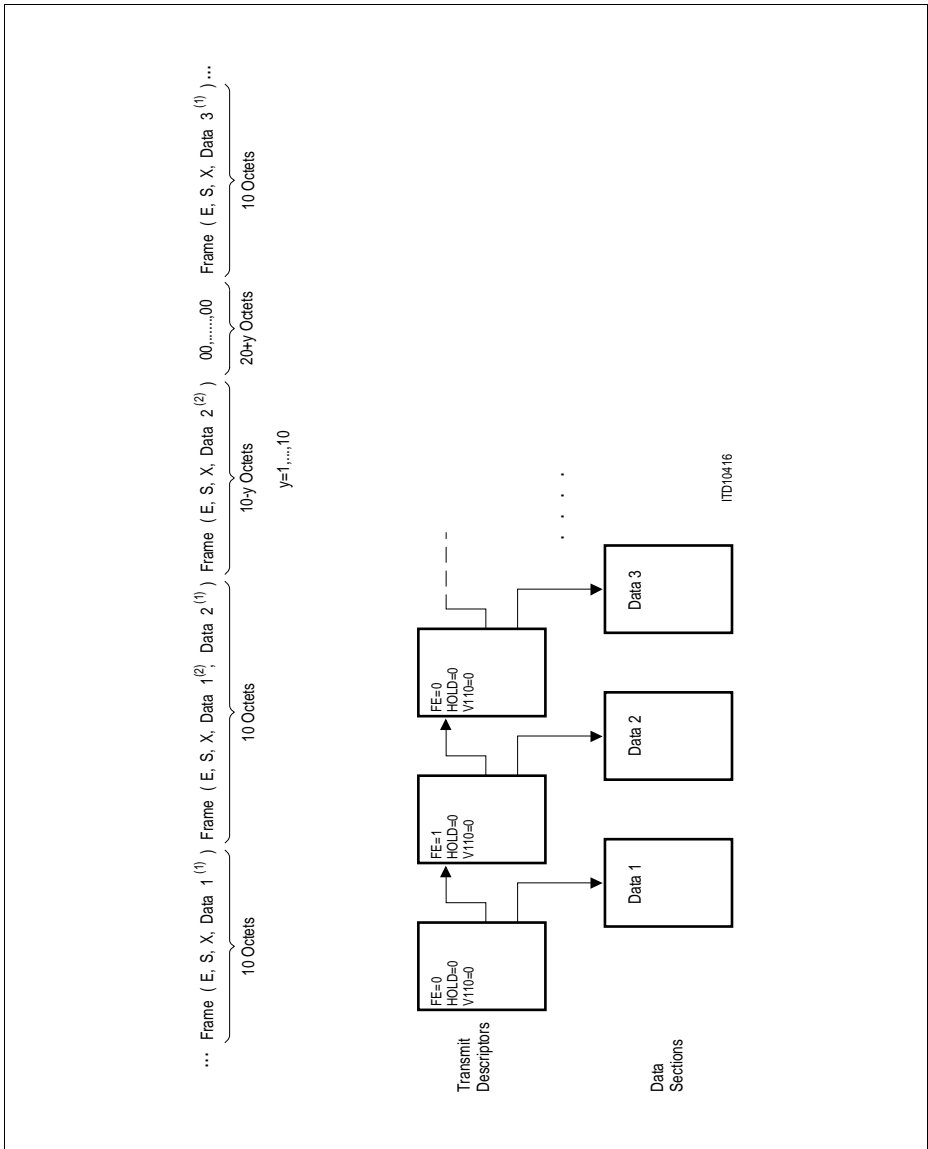 ... Frame ( E, S, X, Data 1 (1) ) Frame ( E, S, X, Data 1(2), Data 2 (1) ) Frame ( E, S, X, Data 2 (2) ) 00,......,00 Frame ( E, S, X, Data 3 (1) ) ...
10 Octets 10 Octets 10-y Octets 20+y Octets 10 Octets
y=1,...,10
Transmit
Descriptors
FE=0
HOLD=0
V110=0
FE=1
HOLD=0
V110=0
FE=0
HOLD=0
V110=0
Data
Sections
Data 1
Data 2
Data 3
ITD10416